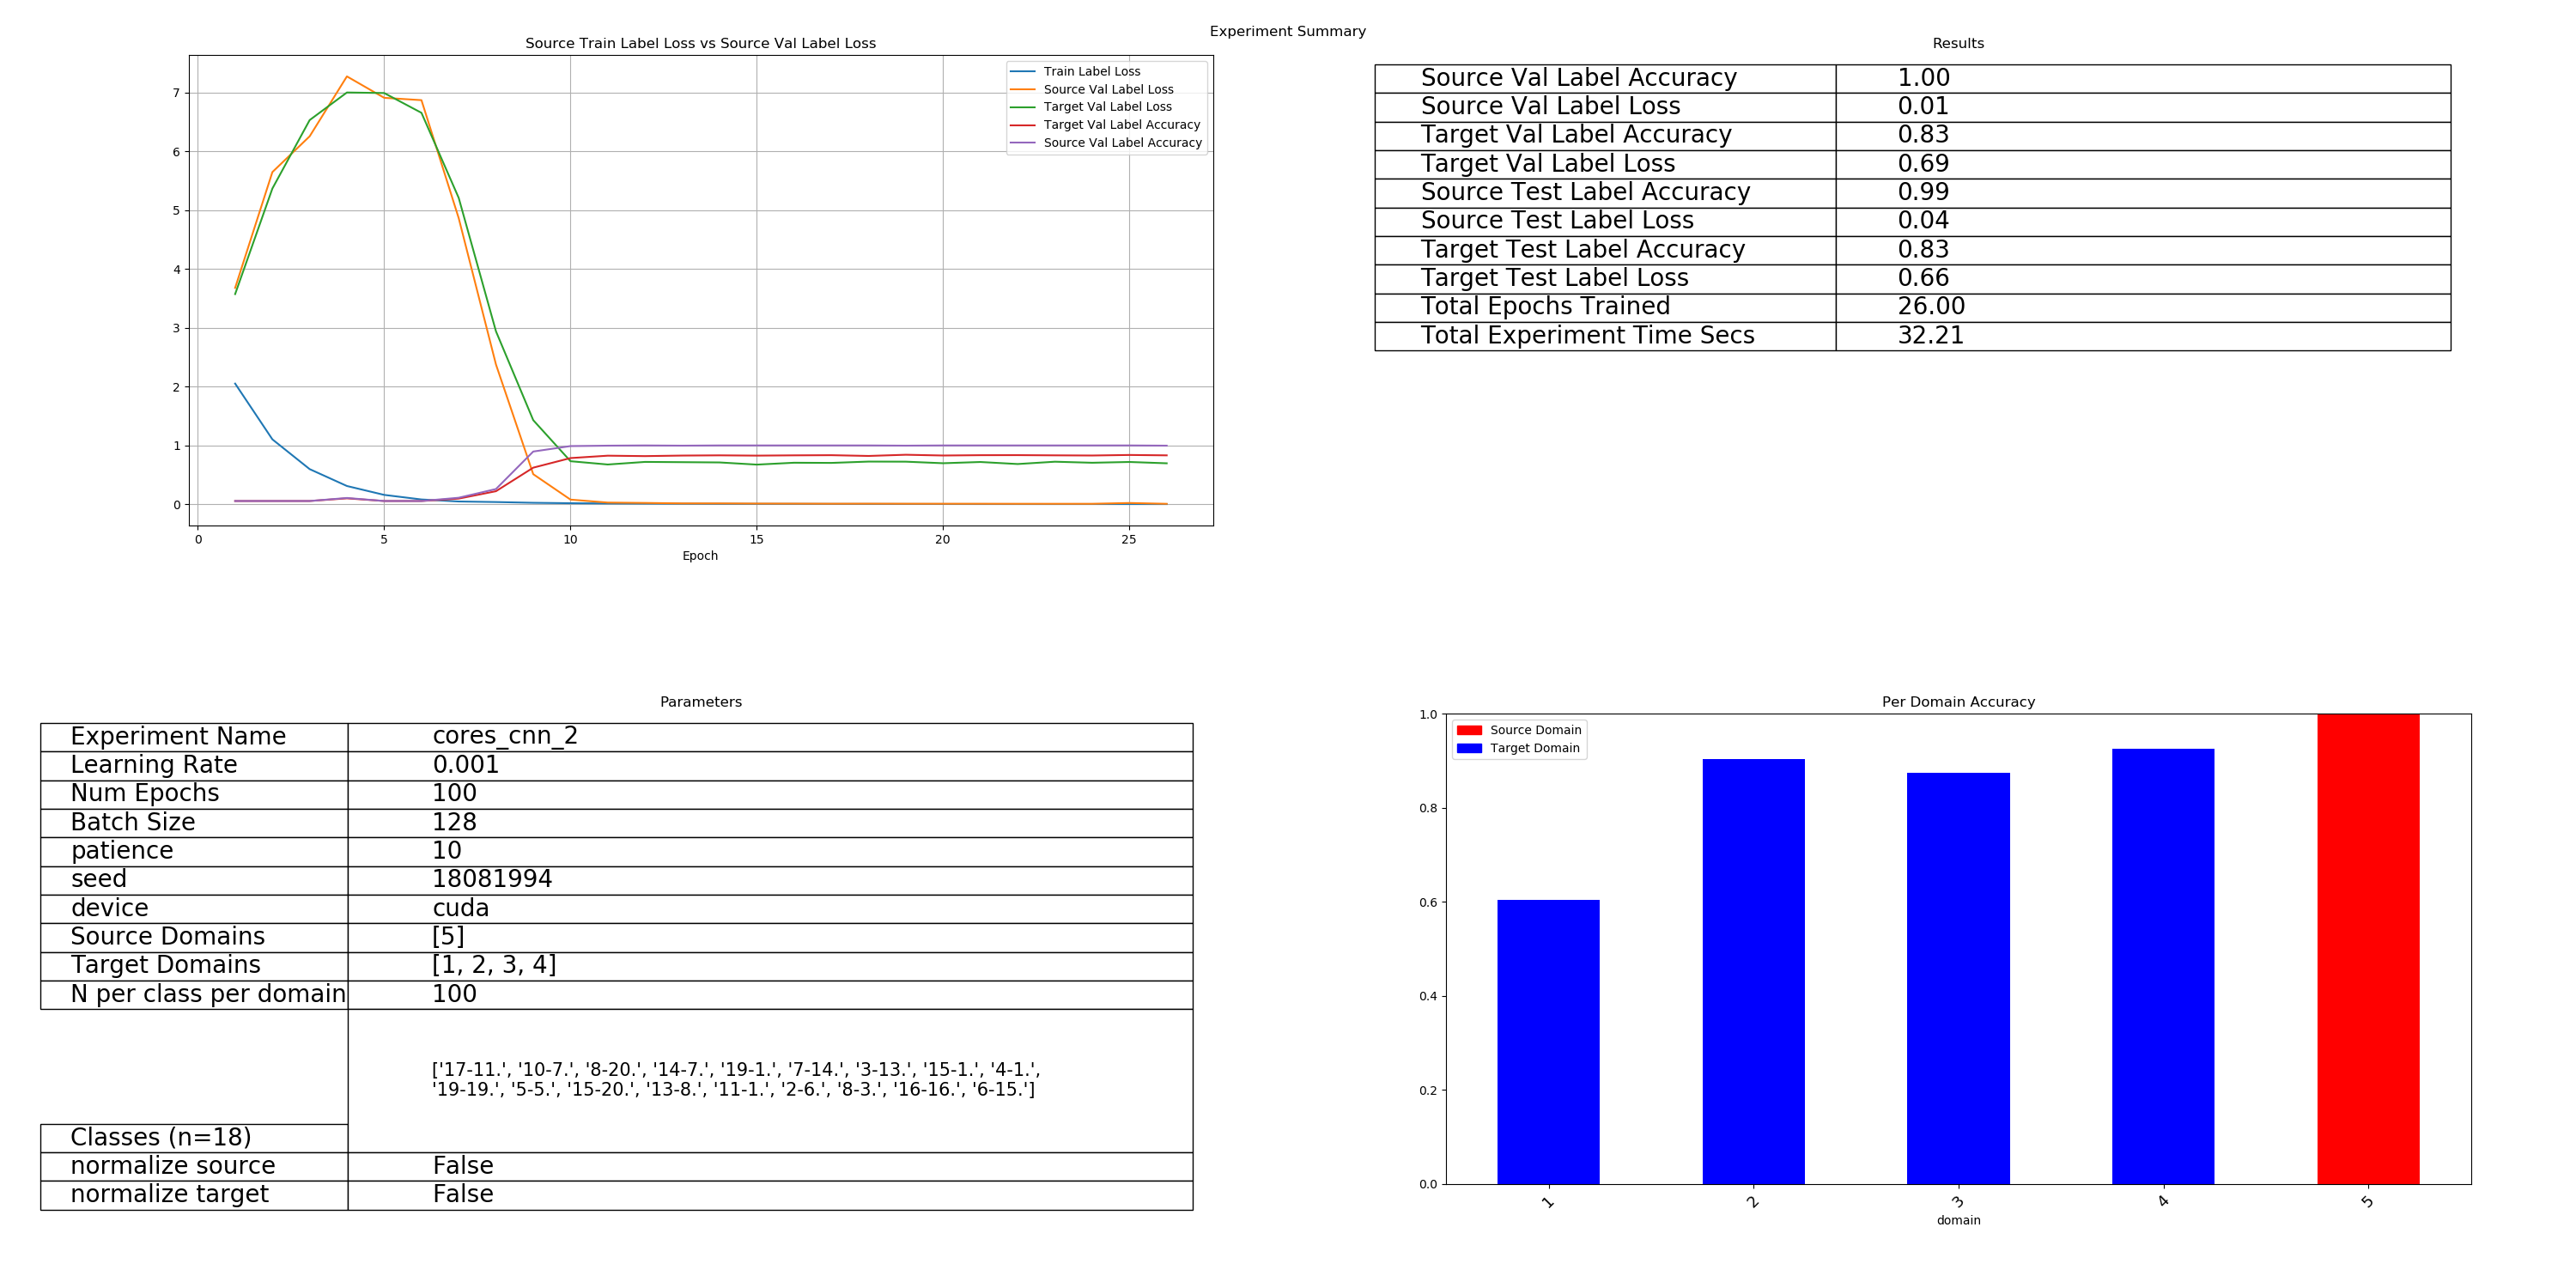 Experiment Summary
Source Train Label Loss vs Source Val Label Loss
Train Label Loss
Source Val Label Loss
Target Val Label Loss
Target Val Label Accuracy
Source Val Label Accuracy
7
6
5
4
3
2
1
0
0 5 10 15 20 25
Epoch
Results
Source Val Label Accuracy 1.00
Source Val Label Loss 0.01
Target Val Label Accuracy 0.83
Target Val Label Loss 0.69
Source Test Label Accuracy 0.99
Source Test Label Loss 0.04
Target Test Label Accuracy 0.83
Target Test Label Loss 0.66
Total Epochs Trained 26.00
Total Experiment Time Secs 32.21
Parameters
Experiment Name cores_cnn_2
Learning Rate 0.001
Num Epochs 100
Batch Size 128
patience 10
seed 18081994
device cuda
Source Domains [5]
Target Domains [1, 2, 3, 4]
N per class per domain 100
['17-11.', '10-7.', '8-20.', '14-7.', '19-1.', '7-14.', '3-13.', '15-1.', '4-1.',
'19-19.', '5-5.', '15-20.', '13-8.', '11-1.', '2-6.', '8-3.', '16-16.', '6-15.']
Classes (n=18)
normalize source False
normalize target False
Per Domain Accuracy
Source Domain
Target Domain
1.0
0.8
0.6
0.4
0.2
0.0
1 2 3 4 5
domain